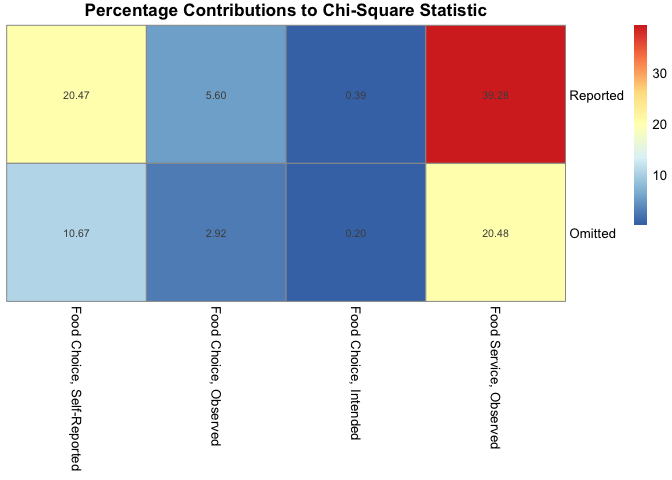 Percentage Contributions to Chi-Square Statistic
20.47 5.60 0.39 39.28 Reported
10.67 2.92 0.20 20.48 Omitted
30
20
10
Food Choice, Self-Reported
Food Choice, Observed
Food Choice, Intended
Food Service, Observed